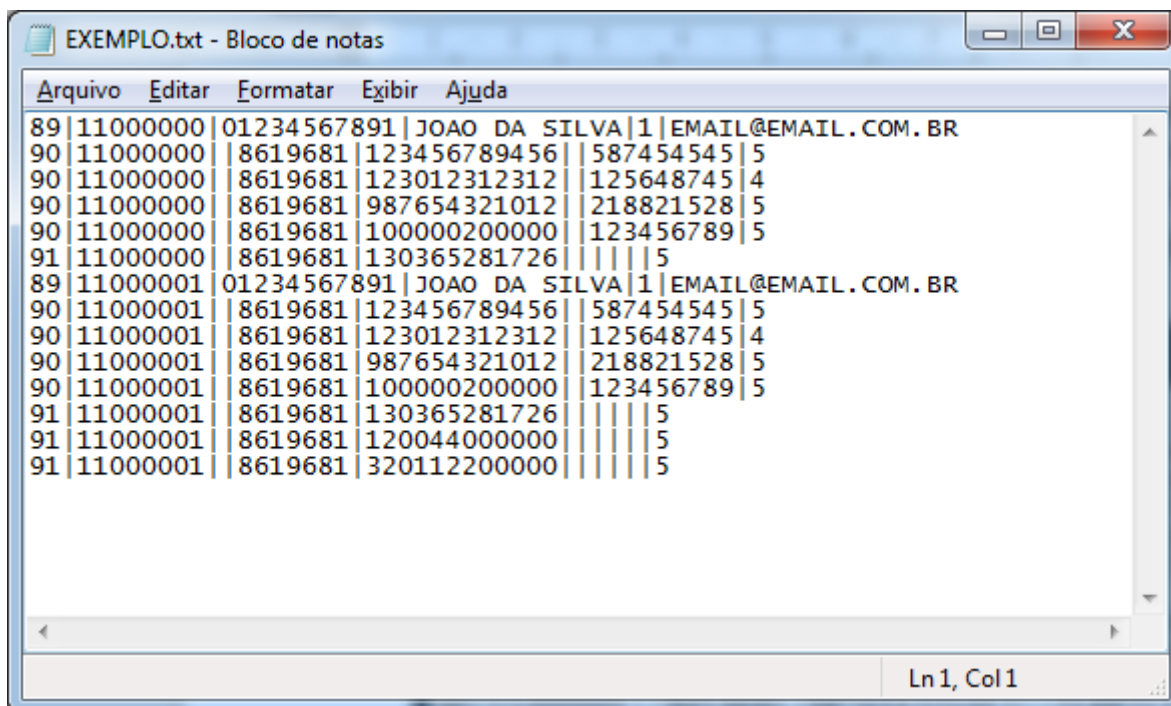 EXEMPLO.txt - Bloco de notas
Arquivo Editar Formatar Exibir Ajuda
89|11000000|01234567891|JOAO DA SILVA|1|EMAIL@EMAIL.COM.BR
90|11000000||8619681|123456789456||587454545|5
90|11000000||8619681|123012312312||125648745|4
90|11000000||8619681|987654321012||218821528|5
90|11000000||8619681|100000200000||123456789|5
91|11000000||8619681|130365281726||||||5
89|11000001|01234567891|JOAO DA SILVA|1|EMAIL@EMAIL.COM.BR
90|11000001||8619681|123456789456||587454545|5
90|11000001||8619681|123012312312||125648745|4
90|11000001||8619681|987654321012||218821528|5
90|11000001||8619681|100000200000||123456789|5
91|11000001||8619681|130365281726||||||5
91|11000001||8619681|120044000000||||||5
91|11000001||8619681|320112200000||||||5
Ln 1, Col 1